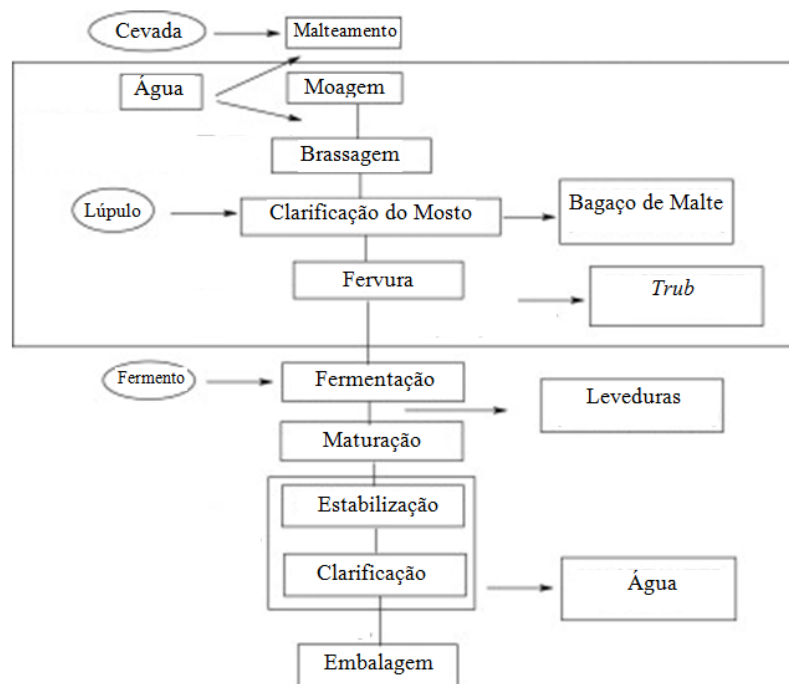 Cevada
Malteamento
Água
Moagem
Brassagem
Lúpulo
Clarificação do Mosto
Bagaço de Malte
Fervura
Trub
Fermento
Fermentação
Leveduras
Maturação
Estabilização
Clarificação
Água
Embalagem